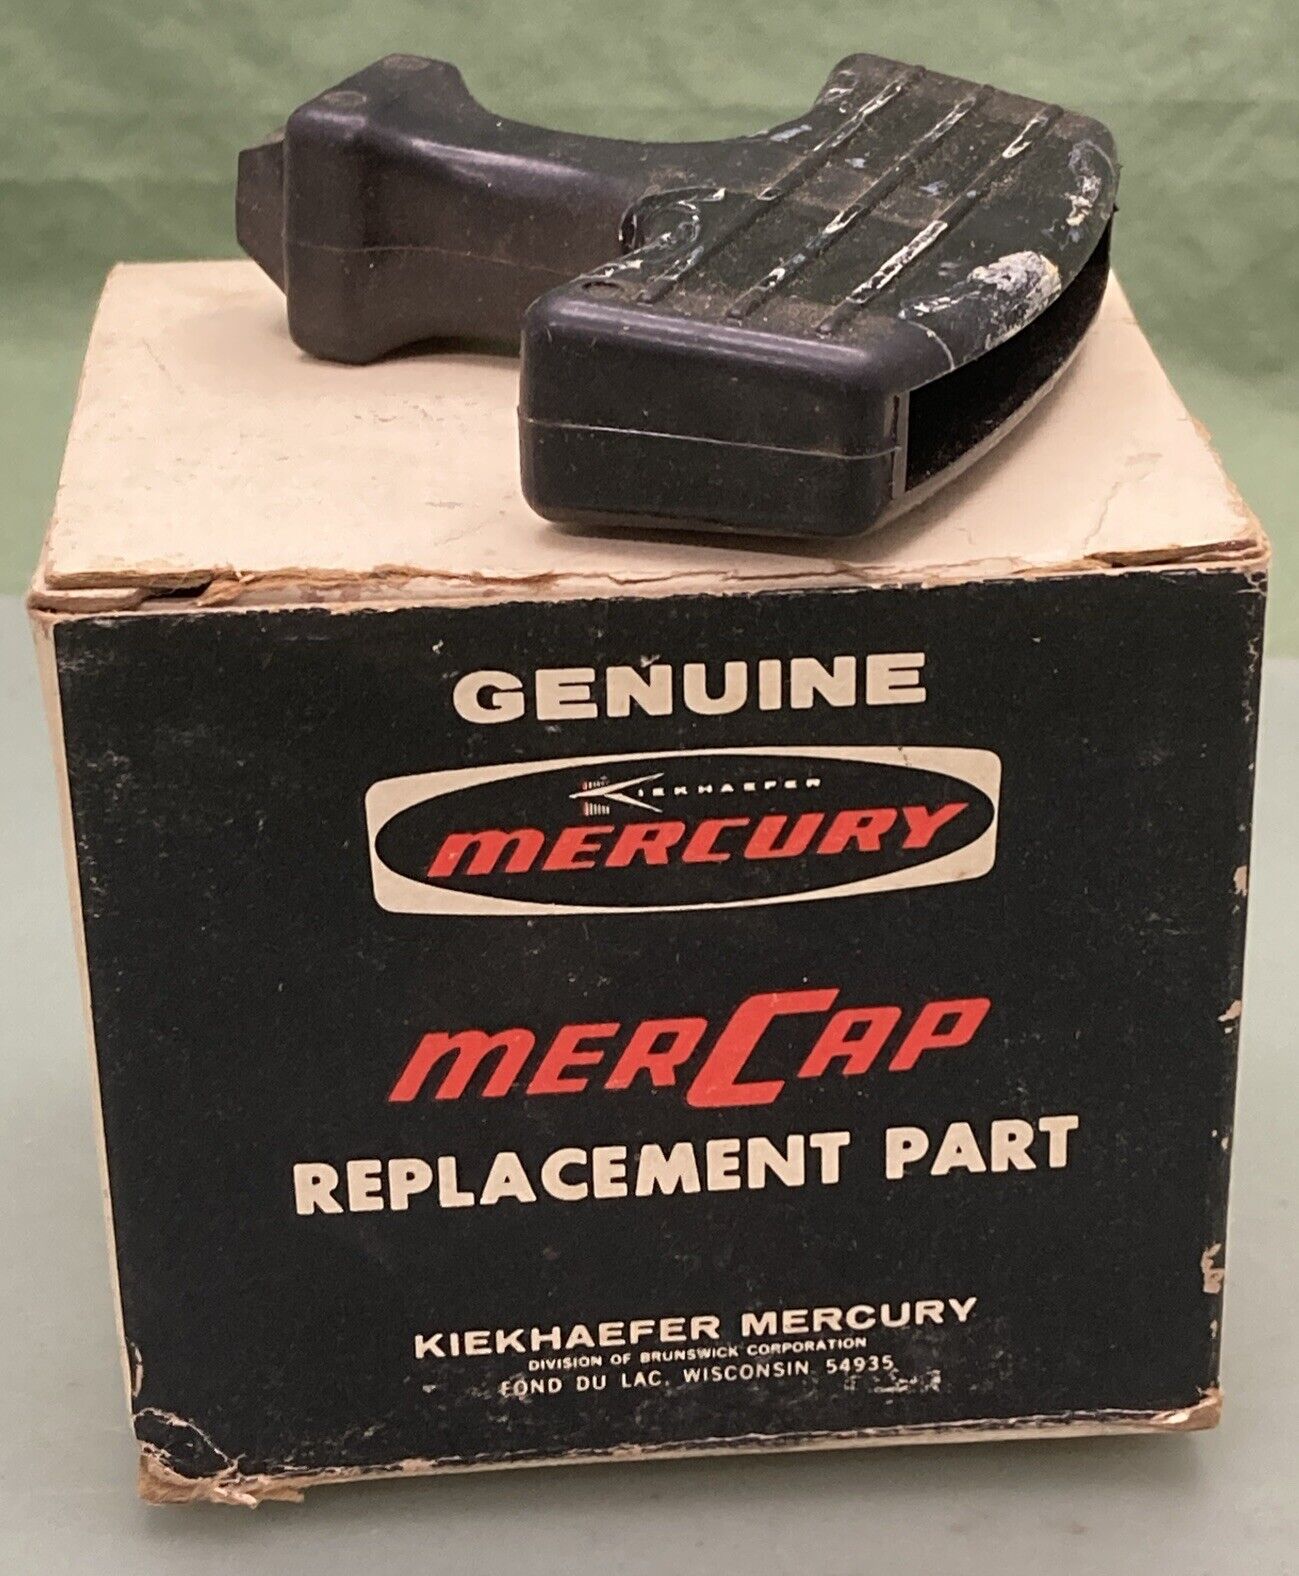 GENUINE
KIEKHAEFER
MERCURY
MERCAP
REPLACEMENT PART
KIEKHAEFER MERCURY
DIVISION OF BRUNSWICK CORPORATION
FOND DU LAC, WISCONSIN 54935